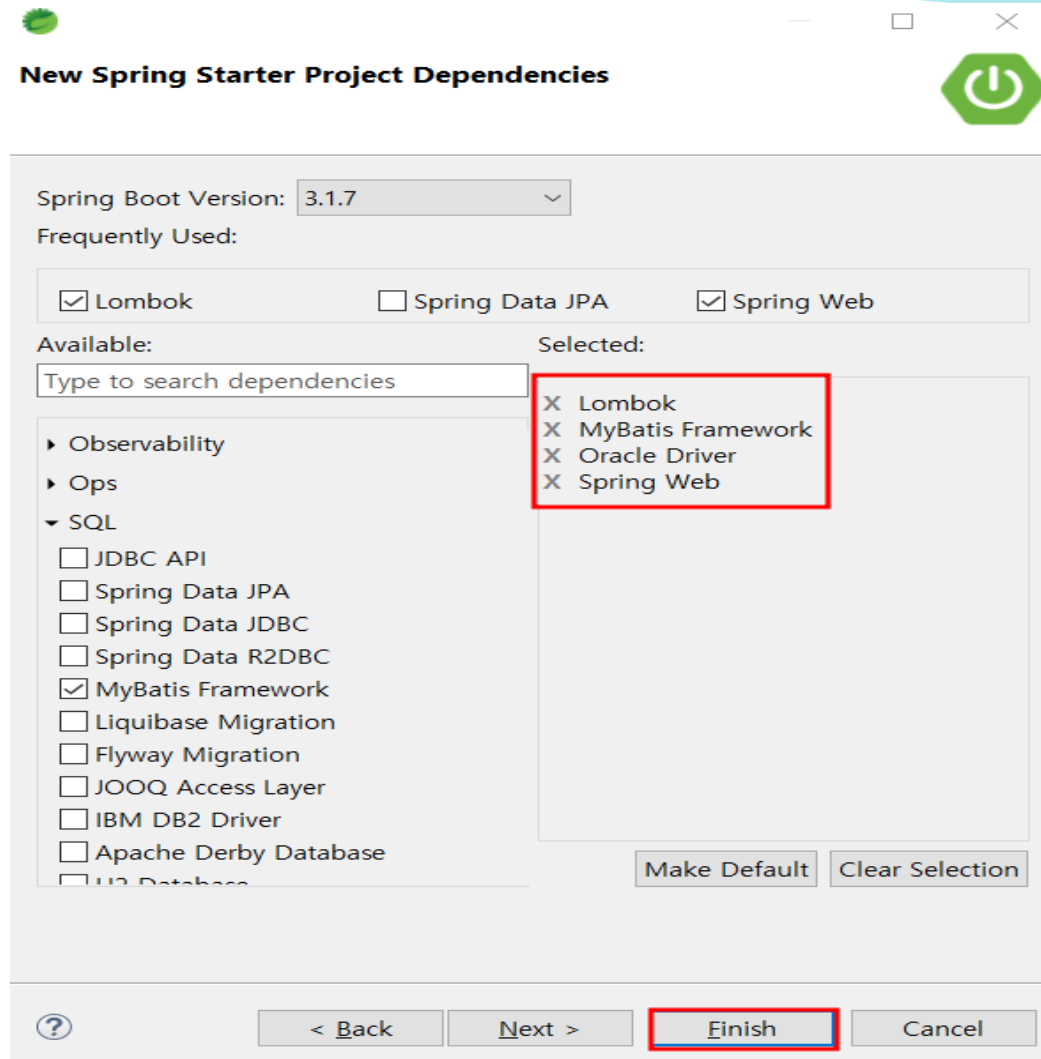 New Spring Starter Project Dependencies
Spring Boot Version: 3.1.7
Frequently Used:
Lombok Spring Data JPA Spring Web
Available:
Type to search dependencies
Observability
Ops
SQL
JDBC API
Spring Data JPA
Spring Data JDBC
Spring Data R2DBC
MyBatis Framework
Liquibase Migration
Flyway Migration
JOOQ Access Layer
IBM DB2 Driver
Apache Derby Database
H2 Database
Selected:
X Lombok
X MyBatis Framework
X Oracle Driver
X Spring Web
Make Default Clear Selection
? < Back Next > Finish Cancel